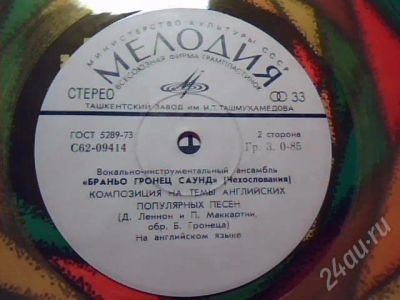 МИНИСТЕРСТВО КУЛЬТУРЫ СССР
МЕЛОДИЯ
ВСЕСОЮЗНАЯ ФИРМА ГРАМПЛАСТИНОК
СТЕРЕО
33
ТАШКЕНТСКИЙ ЗАВОД ИМ. И.Т. ТАШМУХАМЕДОВА
ГОСТ 5289-73
2 сторона
С62-09414
Гр. 3. 0-85
Вокально-инструментальный ансамбль
«БРАНЬО ГРОНЕЦ САУНД» (Чехословакия)
КОМПОЗИЦИЯ НА ТЕМЫ АНГЛИЙСКИХ
ПОПУЛЯРНЫХ ПЕСЕН
(Д. Леннон и П. Маккартни,
обр. Б. Гронеца)
На английском языке
24au.ru